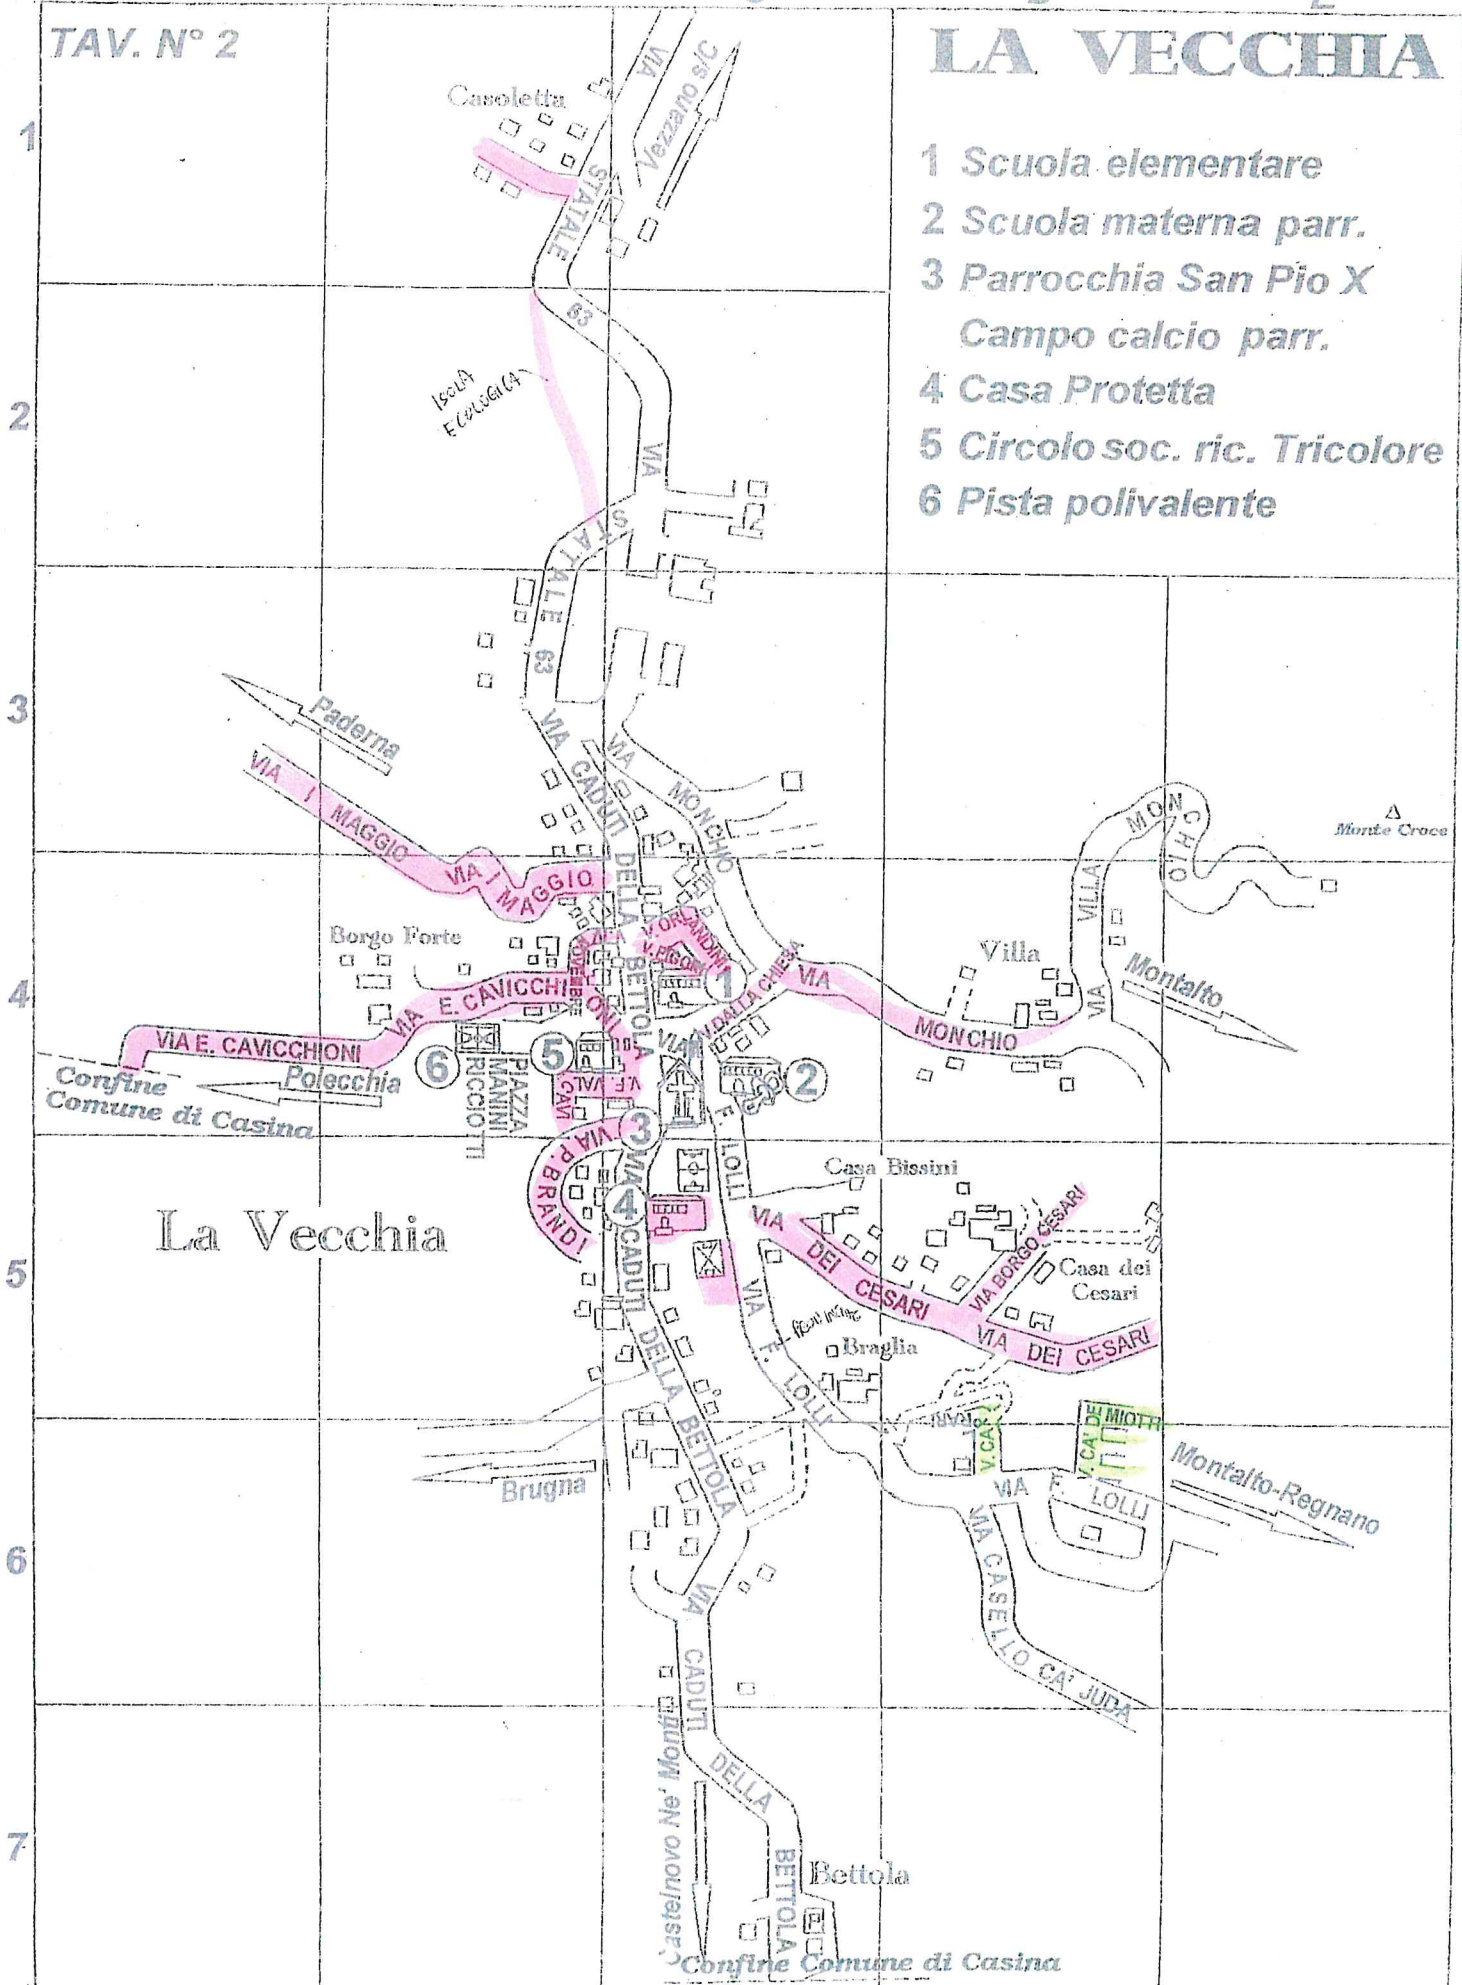 TAV. N° 2
LA VECCHIA
1 Scuola elementare
2 Scuola materna parr.
3 Parrocchia San Pio X
Campo calcio parr.
4 Casa Protetta
5 Circolo soc. ric. Tricolore
6 Pista polivalente
1
2
3
4
5
6
7
Casoletta
VIA
STATALE
63
Vezzano s/C
ISOLA
ECOLOGICA
VIA
STATALE 63
Paderna
VIA I MAGGIO
VIA I MAGGIO
VIA CADUTI DELLA BETTOLA
VIA MONCHIO
VILLA MONCHIO
Monte Croce
Borgo Forte
V. ORLANDINI
V. PIGONI
1
V. DALLA CHIESA
VIA MONCHIO
Villa
VIA
Montalto
VIA E. CAVICCHIONI
VIA E. CAVICCHIONI
6
5
2
Polecchia
Confine
Comune di Casina
PIAZZA
MANINI
RICCIOTTI
CAVI
VIA
3
VIA P. BRANDI
4
La Vecchia
VIA CADUTI DELLA BETTOLA
F. LOLLI
Casa Bissini
VIA DEI CESARI
VIA BORGO CESARI
Casa dei
Cesari
VIA DEI CESARI
VIA F. LOLLI
Braglia
V. CA'
V. CA' DE
MIOTTI
Brugna
VIA F. LOLLI
Montalto-Regnano
VIA CASELLO CA' JUDA
VIA CADUTI DELLA BETTOLA
Castelnovo Ne' Monti
Bettola
Confine Comune di Casina